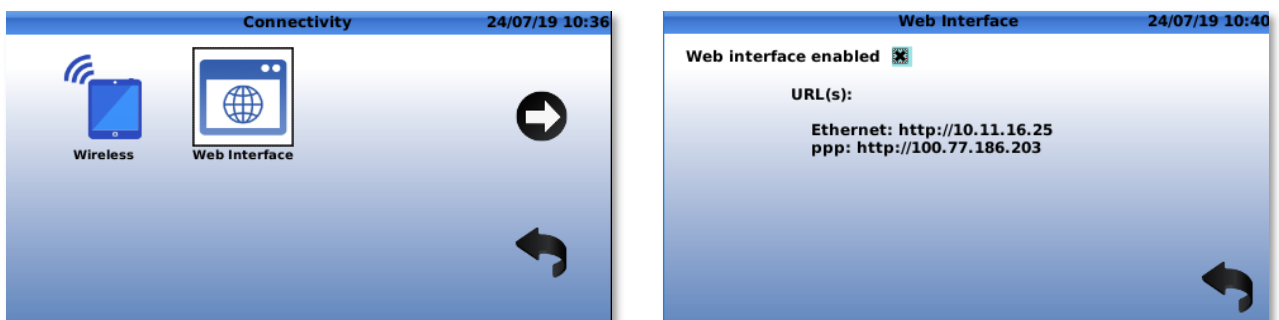 Connectivity 24/07/19 10:36
Wireless
Web Interface
Web Interface 24/07/19 10:40
Web interface enabled
URL(s):
Ethernet: http://10.11.16.25
ppp: http://100.77.186.203